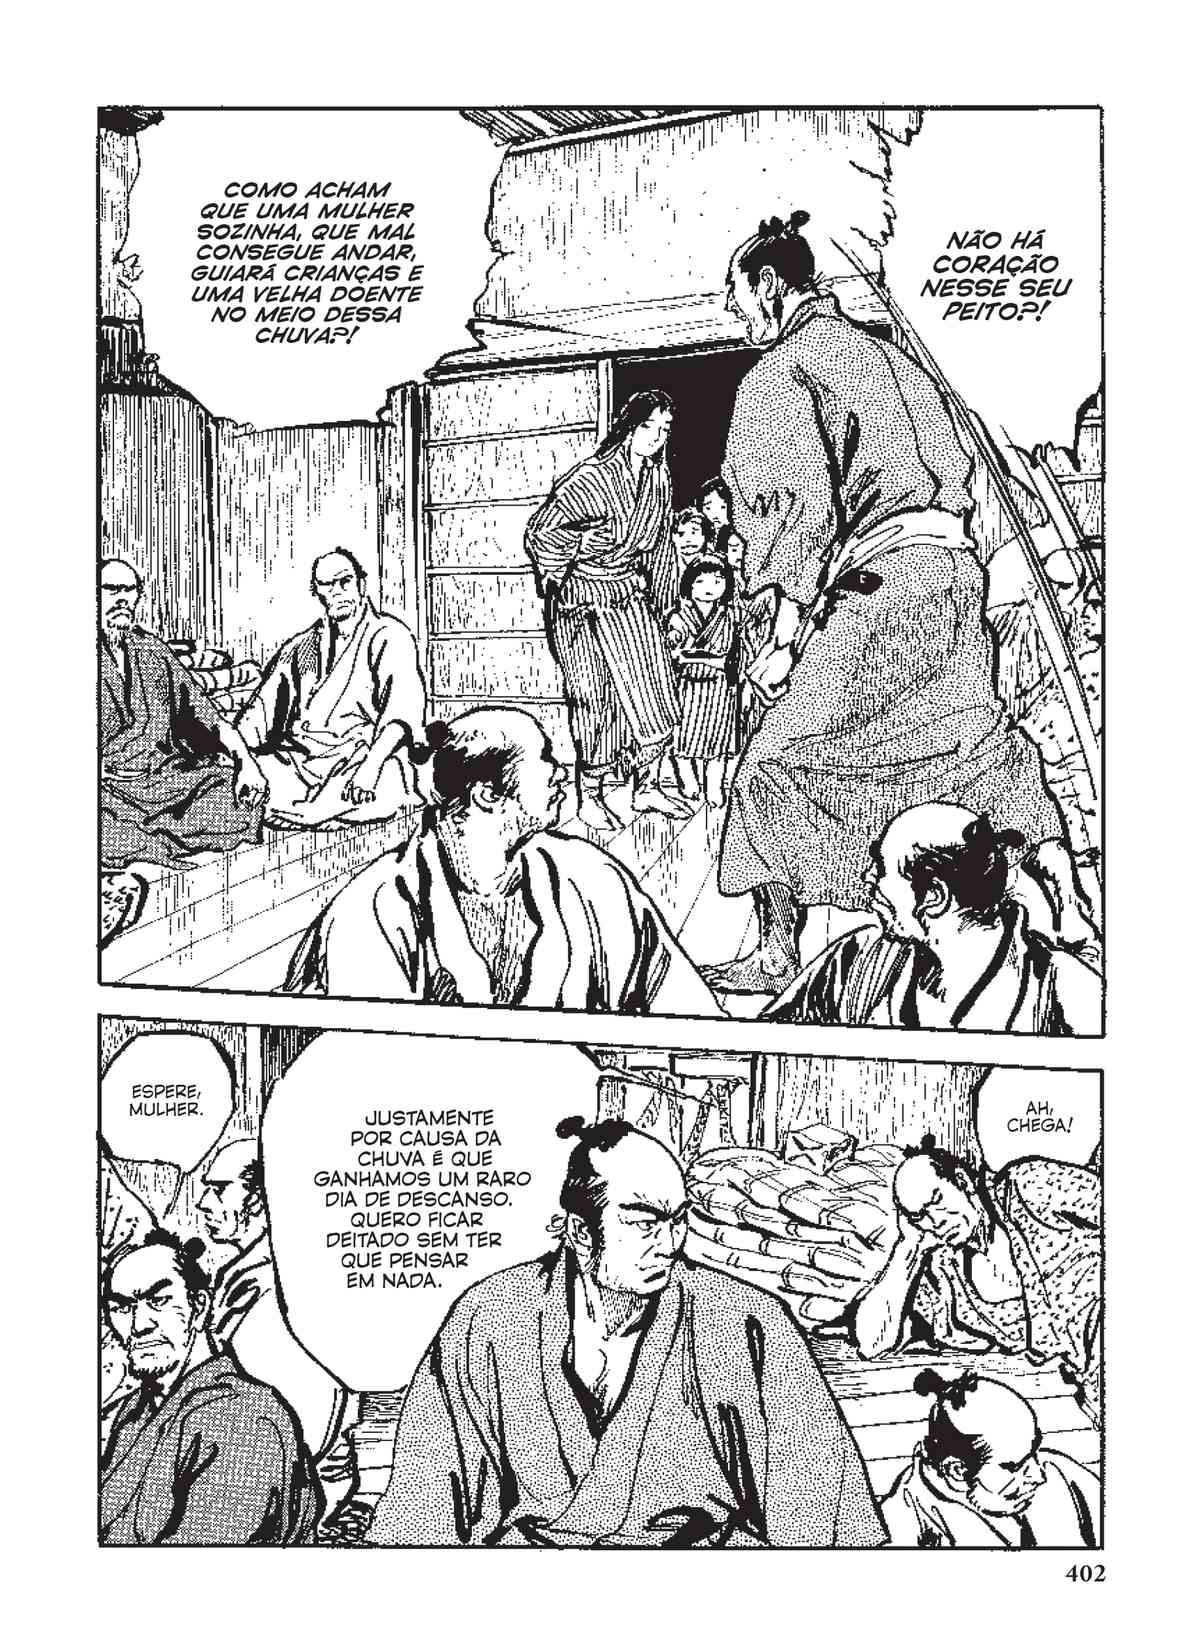 NÃO HÁ
CORAÇÃO
NESSE SEU
PEITO?!
COMO ACHAM
QUE UMA MULHER
SOZINHA, QUE MAL
CONSEGUE ANDAR,
GUIARÁ CRIANÇAS E
UMA VELHA DOENTE
NO MEIO DESSA
CHUVA?!
AH,
CHEGA!
JUSTAMENTE
POR CAUSA DA
CHUVA É QUE
GANHAMOS UM RARO
DIA DE DESCANSO.
QUERO FICAR
DEITADO SEM TER
QUE PENSAR
EM NADA.
ESPERE,
MULHER.
402